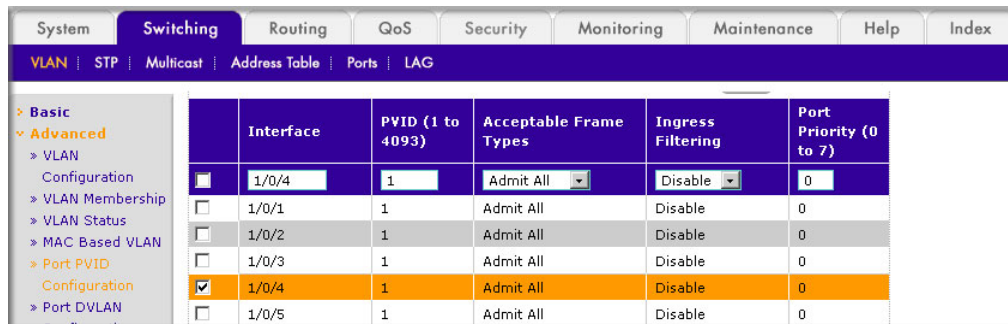 System Switching Routing QoS Security Monitoring Maintenance Help Index
VLAN STP Multicast Address Table Ports LAG
Basic
Advanced
» VLAN
Configuration
» VLAN Membership
» VLAN Status
» MAC Based VLAN
» Port PVID
Configuration
» Port DVLAN
Interface PVID (1 to 4093) Acceptable Frame Types Ingress Filtering Port Priority (0 to 7)
1/0/4 1 Admit All Disable 0
1/0/1 1 Admit All Disable 0
1/0/2 1 Admit All Disable 0
1/0/3 1 Admit All Disable 0
1/0/4 1 Admit All Disable 0
1/0/5 1 Admit All Disable 0